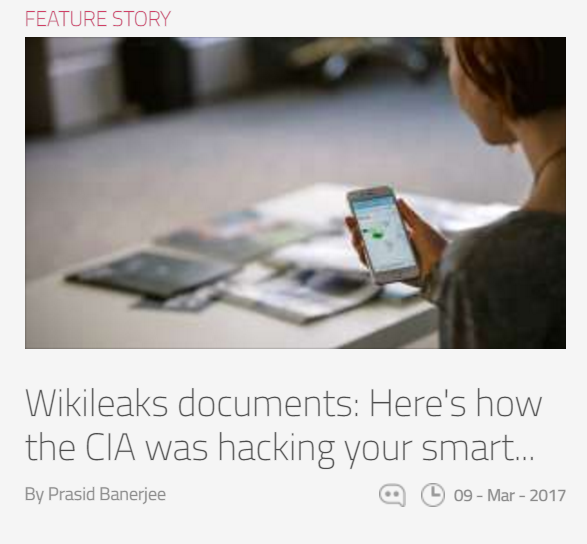 FEATURE STORY
Wikileaks documents: Here's how
the CIA was hacking your smart...
By Prasid Banerjee
09 - Mar - 2017